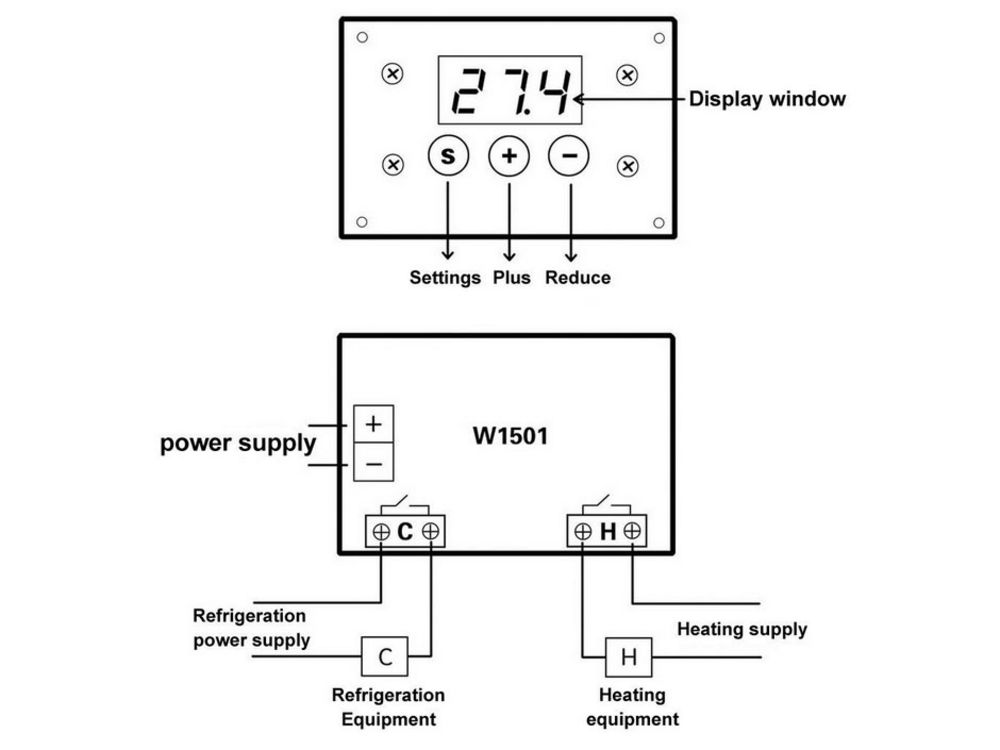 27.4
Display window
S + −
Settings Plus Reduce
+
power supply
−
W1501
C
H
Refrigeration
power supply
Heating supply
C
H
Refrigeration
Equipment
Heating
equipment